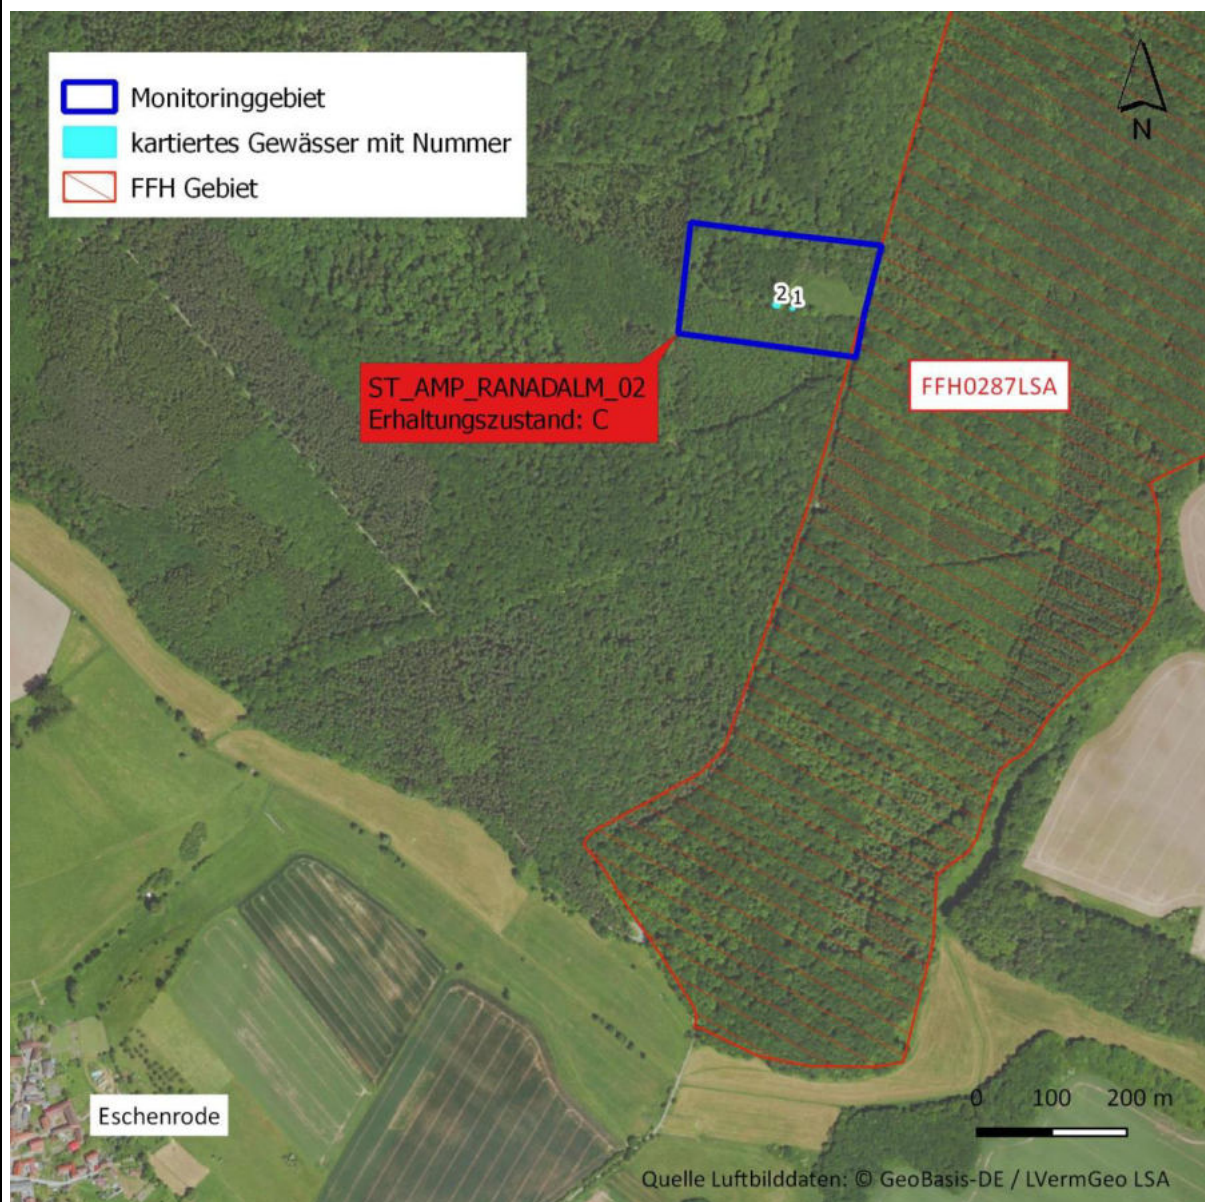 Monitoringgebiet
kartiertes Gewässer mit Nummer
FFH Gebiet
N
2 1
ST_AMP_RANADALM_02
Erhaltungszustand: C
FFH0287LSA
Eschenrode
0 100 200 m
Quelle Luftbilddaten: © GeoBasis-DE / LVermGeo LSA